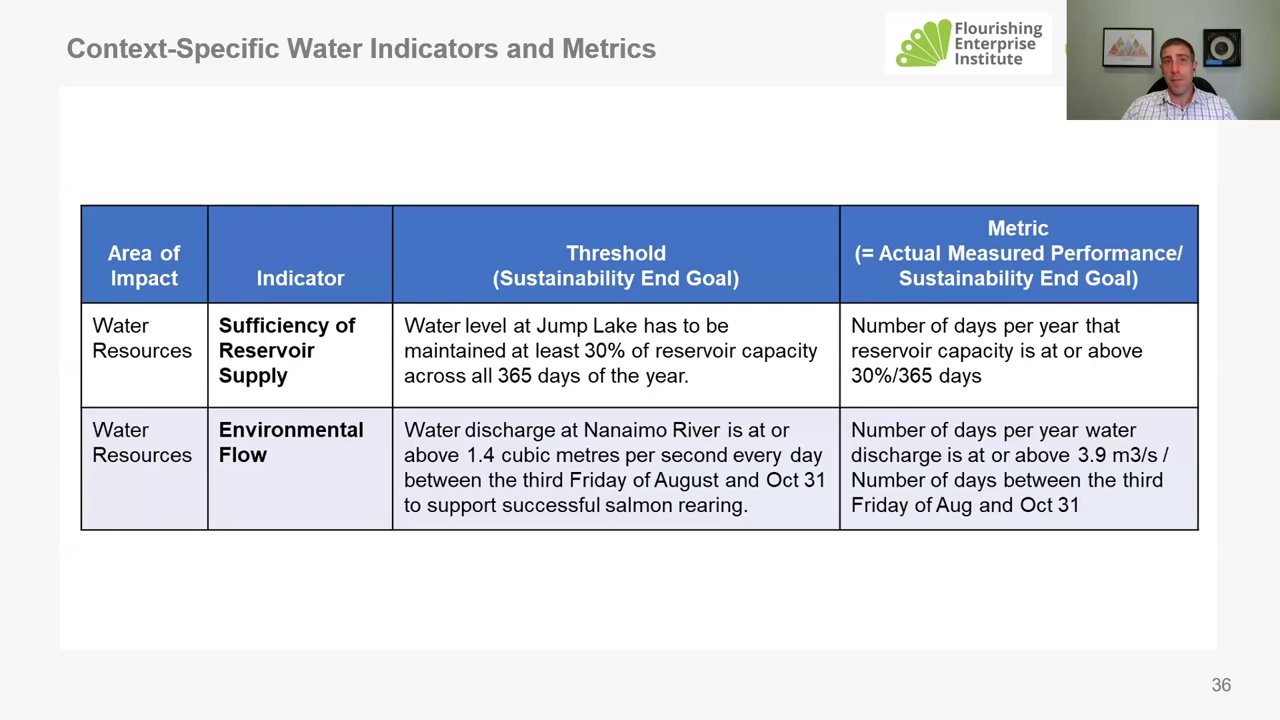 Context-Specific Water Indicators and Metrics
Flourishing
Enterprise
Institute
Area of
Impact
Indicator
Threshold
(Sustainability End Goal)
Metric
(= Actual Measured Performance/
Sustainability End Goal)
Water
Resources
Sufficiency of
Reservoir
Supply
Water level at Jump Lake has to be
maintained at least 30% of reservoir capacity
across all 365 days of the year.
Number of days per year that
reservoir capacity is at or above
30%/365 days
Water
Resources
Environmental
Flow
Water discharge at Nanaimo River is at or
above 1.4 cubic metres per second every day
between the third Friday of August and Oct 31
to support successful salmon rearing.
Number of days per year water
discharge is at or above 3.9 m3/s /
Number of days between the third
Friday of Aug and Oct 31
36